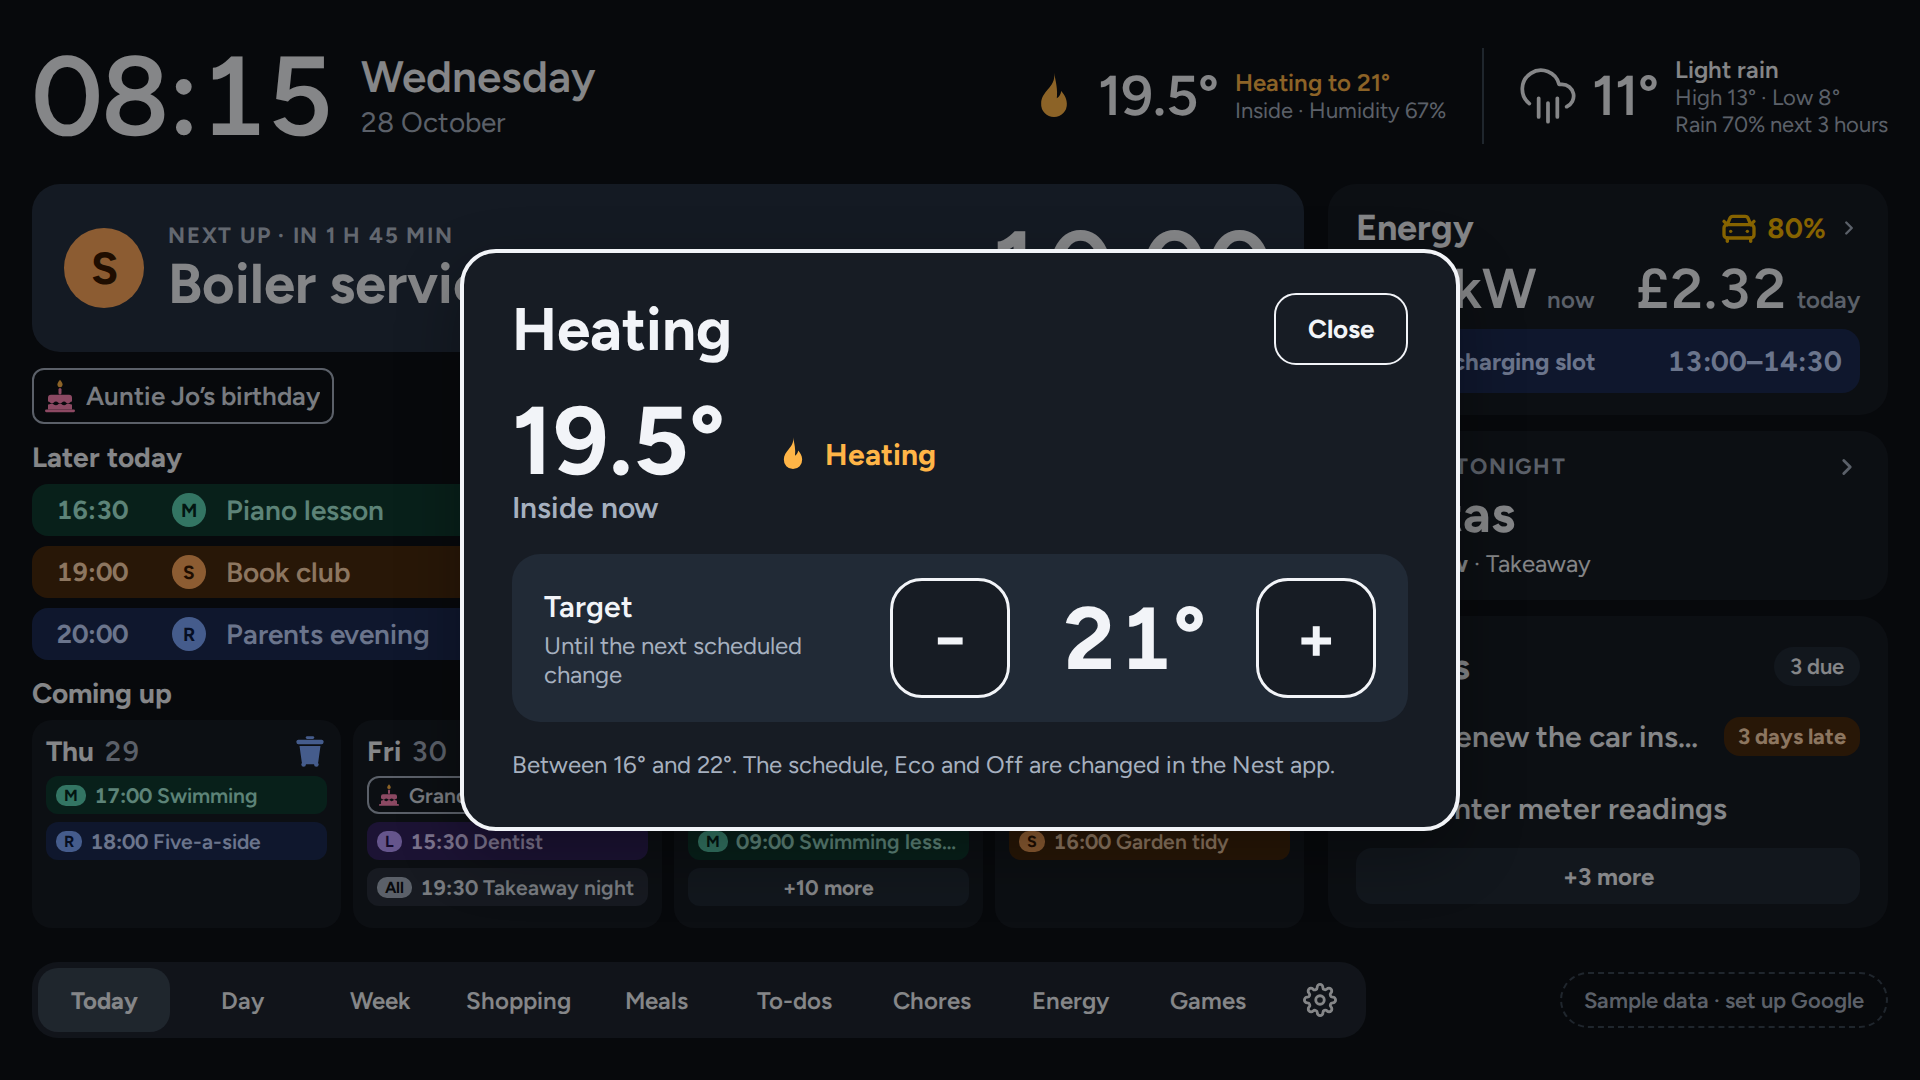 08:15
Wednesday
28 October
19.5°
Heating to 21°
Inside · Humidity 67%
11°
Light rain
High 13° · Low 8°
Rain 70% next 3 hours
S
NEXT UP · IN 1 H 45 MIN
Boiler
Auntie Jo's birthday
Later today
16:30 M Piano lesson
19:00 S Book club
20:00 R Parents evening
Coming up
Thu 29
M 17:00 Swimming
R 18:00 Five-a-side
Fri 30
L 15:30 Dentist
All 19:30 Takeaway night
M 09:00 Swimming less…
+10 more
S 16:00 Garden tidy
Energy
80%
kW now
£2.32 today
charging slot
13:00–14:30
TONIGHT
· Takeaway
3 due
the car ins…
3 days late
meter readings
+3 more
Heating
Close
19.5°
Heating
Inside now
Target
Until the next scheduled
change
−
21°
+
Between 16° and 22°. The schedule, Eco and Off are changed in the Nest app.
Today
Day
Week
Shopping
Meals
To-dos
Chores
Energy
Games
Sample data · set up Google